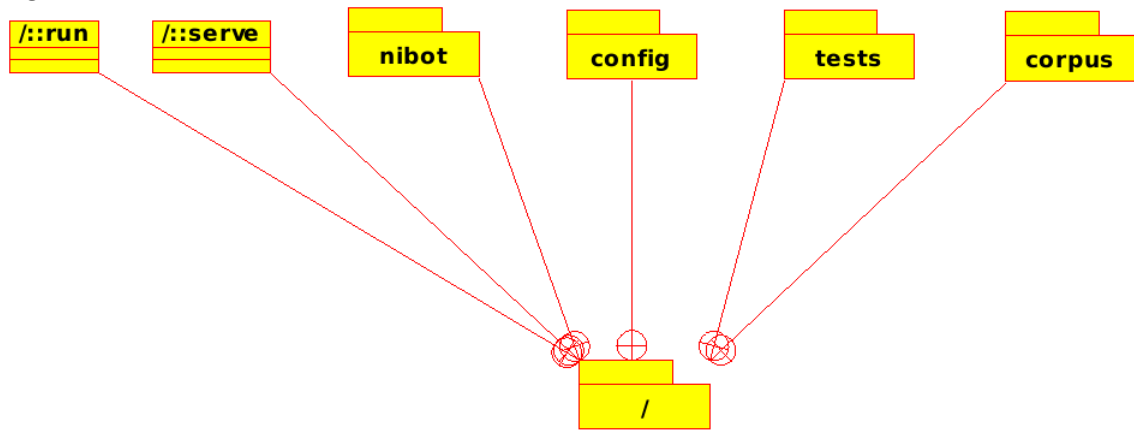 /::run
/::serve
nibot
config
tests
corpus
/